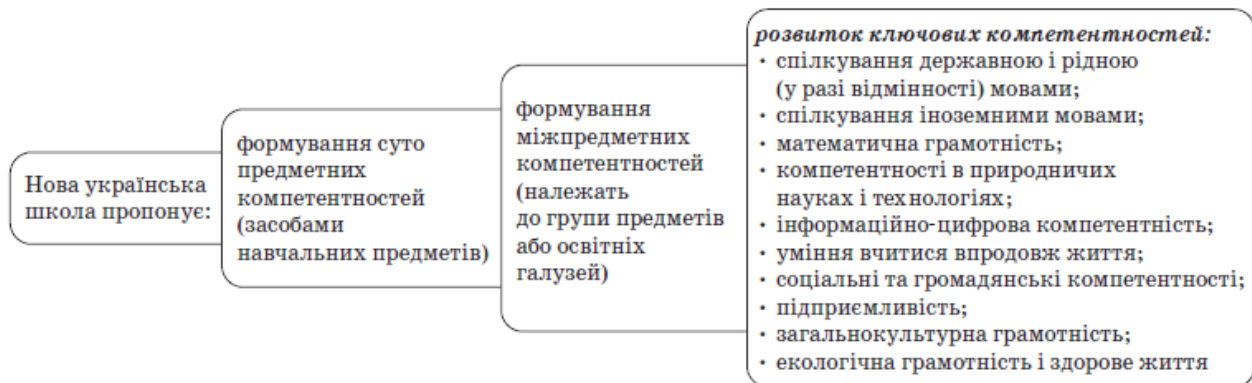 Нова українська
школа пропонує:
формування суто
предметних
компетентностей
(засобами
навчальних предметів)
формування
міжпредметних
компетентностей
(належать
до групи предметів
або освітніх
галузей)
розвиток ключових компетентностей:
· спілкування державною і рідною
(у разі відмінності) мовами;
· спілкування іноземними мовами;
· математична грамотність;
· компетентності в природничих
науках і технологіях;
· інформаційно-цифрова компетентність;
· уміння вчитися впродовж життя;
· соціальні та громадянські компетентності;
· підприємливість;
· загальнокультурна грамотність;
· екологічна грамотність і здорове життя